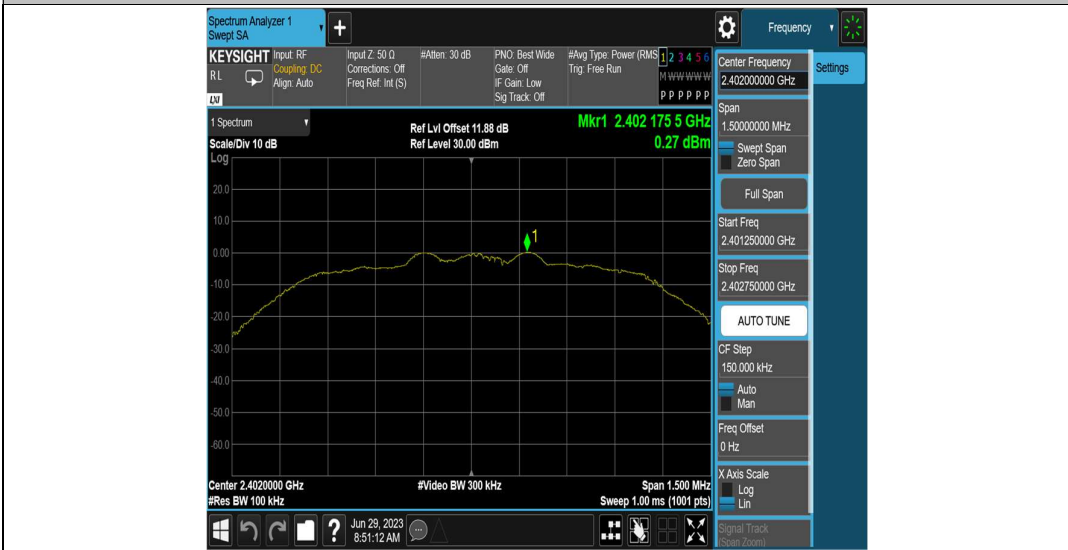 Spectrum Analyzer 1
Swept SA
+
Frequency
KEYSIGHT
RL
LXI
Input: RF
Coupling: DC
Align: Auto
Input Z: 50 Ω
Corrections: Off
Freq Ref: Int (S)
#Atten: 30 dB
PNO: Best Wide
Gate: Off
IF Gain: Low
Sig Track: Off
#Avg Type: Power (RMS
Trig: Free Run
1 2 3 4 5 6
M W W W W W
P P P P P P
Center Frequency
2.402000000 GHz
Settings
Span
1.50000000 MHz
Swept Span
Zero Span
Full Span
Start Freq
2.401250000 GHz
Stop Freq
2.402750000 GHz
AUTO TUNE
CF Step
150.000 kHz
Auto
Man
Freq Offset
0 Hz
X Axis Scale
Log
Lin
Signal Track
(Span Zoom)
1 Spectrum
Scale/Div 10 dB
Ref Lvl Offset 11.88 dB
Ref Level 30.00 dBm
Mkr1 2.402 175 5 GHz
0.27 dBm
Log
20.0
10.0
0.00
-10.0
-20.0
-30.0
-40.0
-50.0
-60.0
1
Center 2.4020000 GHz
#Res BW 100 kHz
#Video BW 300 kHz
Span 1.500 MHz
Sweep 1.00 ms (1001 pts)
?
Jun 29, 2023
8:51:12 AM